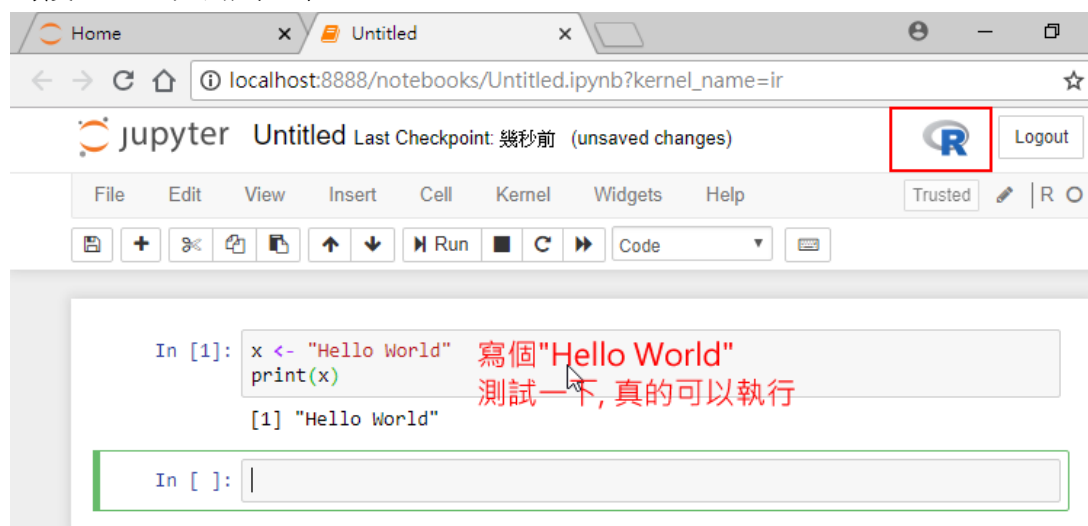 Home
Untitled
localhost:8888/notebooks/Untitled.ipynb?kernel_name=ir
jupyter Untitled Last Checkpoint: 幾秒前 (unsaved changes)
R
Logout
File Edit View Insert Cell Kernel Widgets Help
Trusted
R O
Run
Code
In [1]: x <- "Hello World"
print(x)
寫個"Hello World"
測試一下, 真的可以執行
[1] "Hello World"
In [ ]: